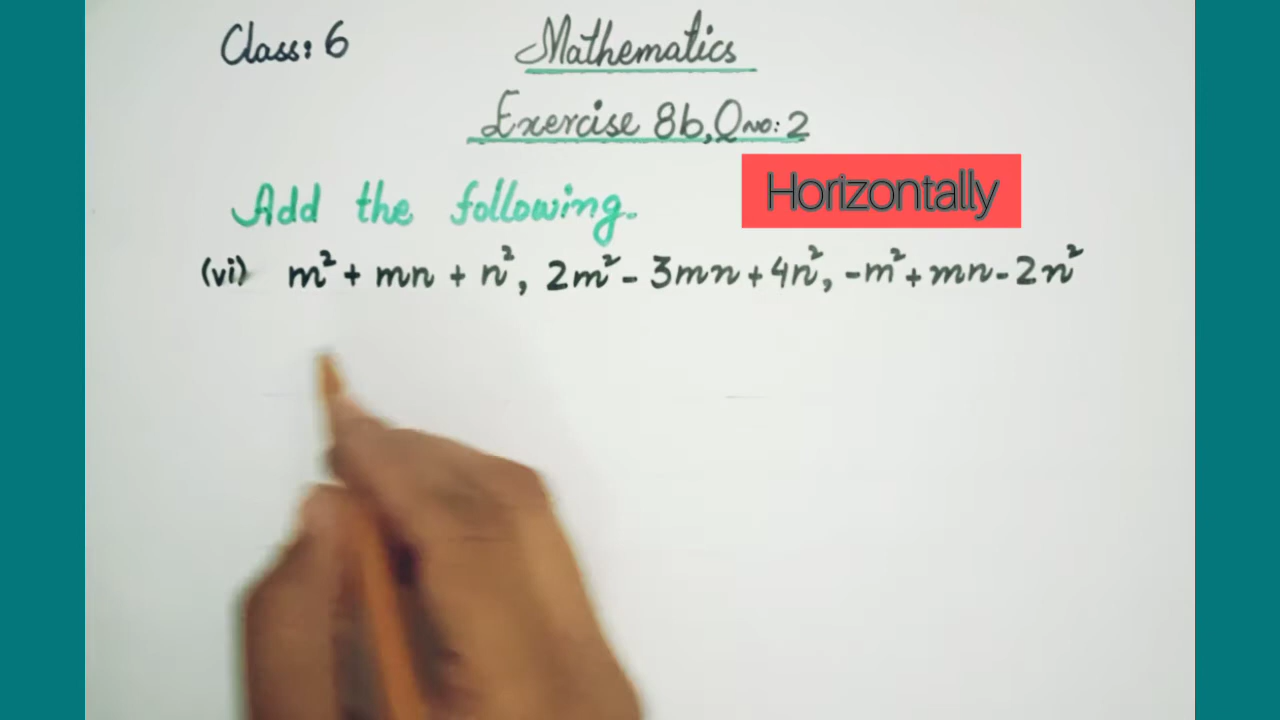 Class: 6
Mathematics
Exercise 8b, Q NO: 2
Add the following.
Horizontally
(vi) m² + mn + n², 2m² - 3mn + 4n², -m² + mn - 2n²